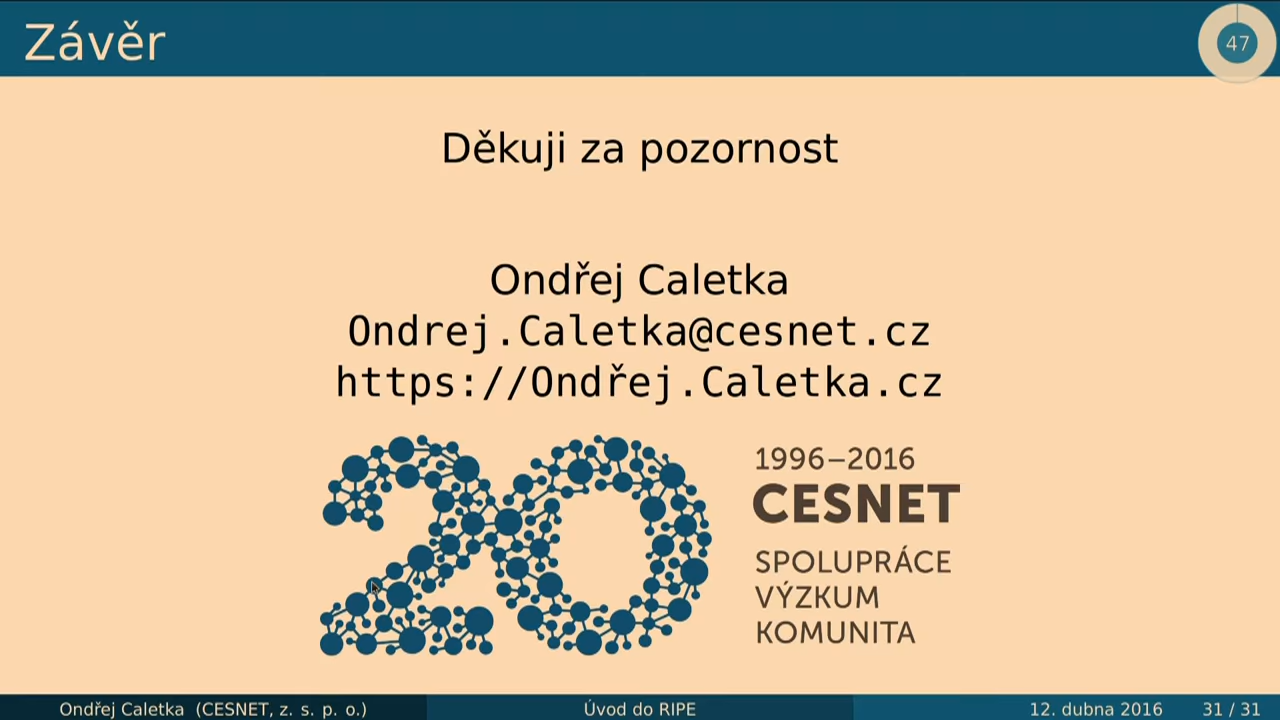 Závěr
47
Děkuji za pozornost
Ondřej Caletka
Ondrej.Caletka@cesnet.cz
https://Ondřej.Caletka.cz
20
1996–2016
CESNET
SPOLUPRÁCE
VÝZKUM
KOMUNITA
Ondřej Caletka (CESNET, z. s. p. o.)
Úvod do RIPE
12. dubna 2016
31 / 31